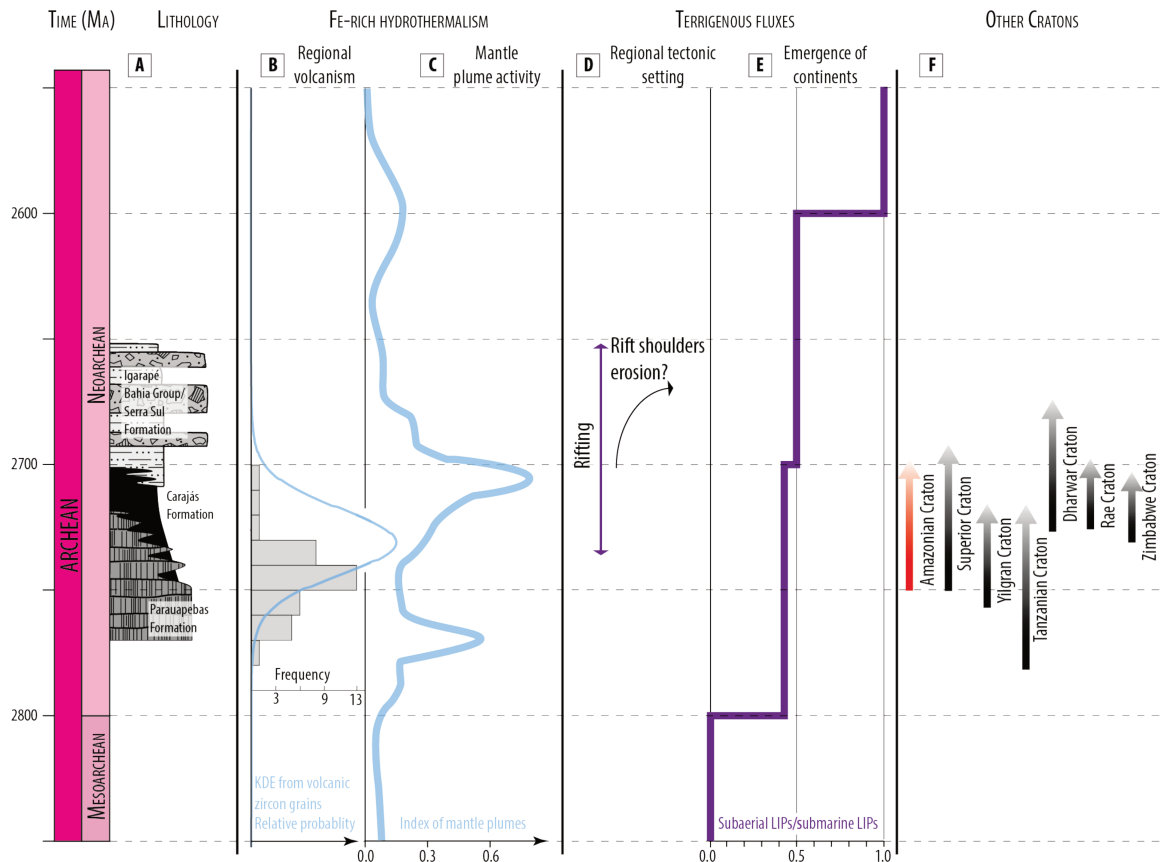 TIME (MA)
LITHOLOGY
FE-RICH HYDROTHERMALISM
TERRIGENOUS FLUXES
OTHER CRATONS
A
B
Regional
volcanism
C
Mantle
plume activity
D
Regional tectonic
setting
E
Emergence of
continents
F
2600
2700
2800
ARCHEAN
NEOARCHEAN
MESOARCHEAN
Igarapé
Bahia Group/
Serra Sul
Formation
Carajás
Formation
Parauapebas
Formation
Frequency
3 9 13
KDE from volcanic
zircon grains
Relative probablity
Index of mantle plumes
0.0 0.3 0.6
Rifting
Rift shoulders
erosion?
Subaerial LIPs/submarine LIPs
0.0 0.5 1.0
Amazonian Craton
Superior Craton
Yilgran Craton
Tanzanian Craton
Dharwar Craton
Rae Craton
Zimbabwe Craton